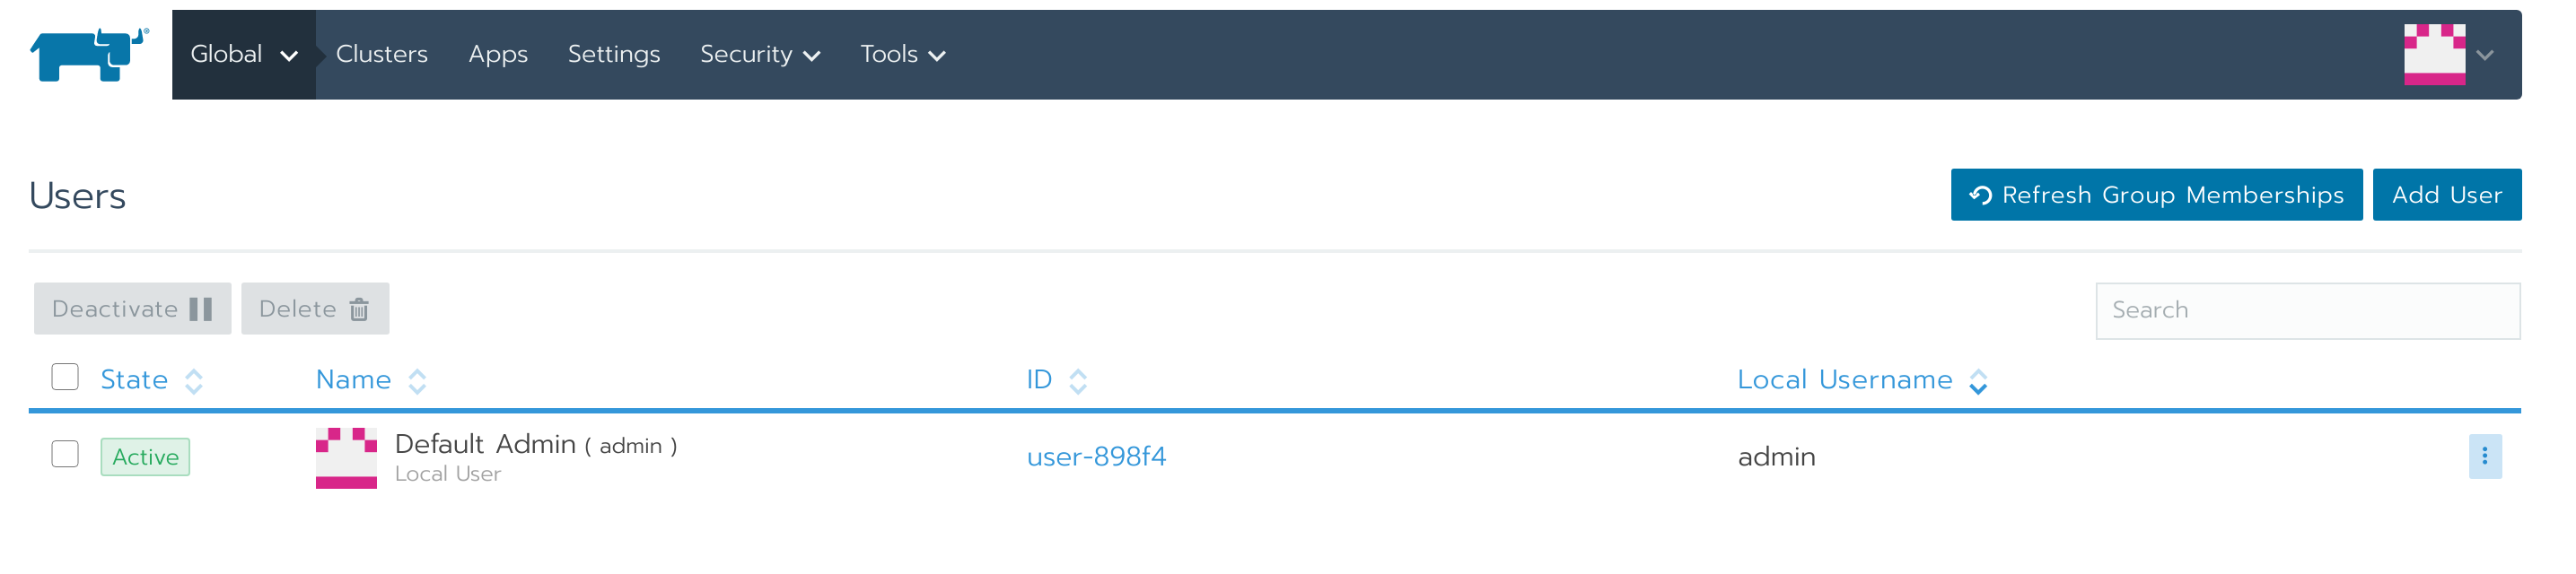 Global Clusters Apps Settings Security Tools
Users Refresh Group Memberships Add User
Deactivate Delete Search
State Name ID Local Username
Active Default Admin ( admin ) user-898f4 admin
Local User